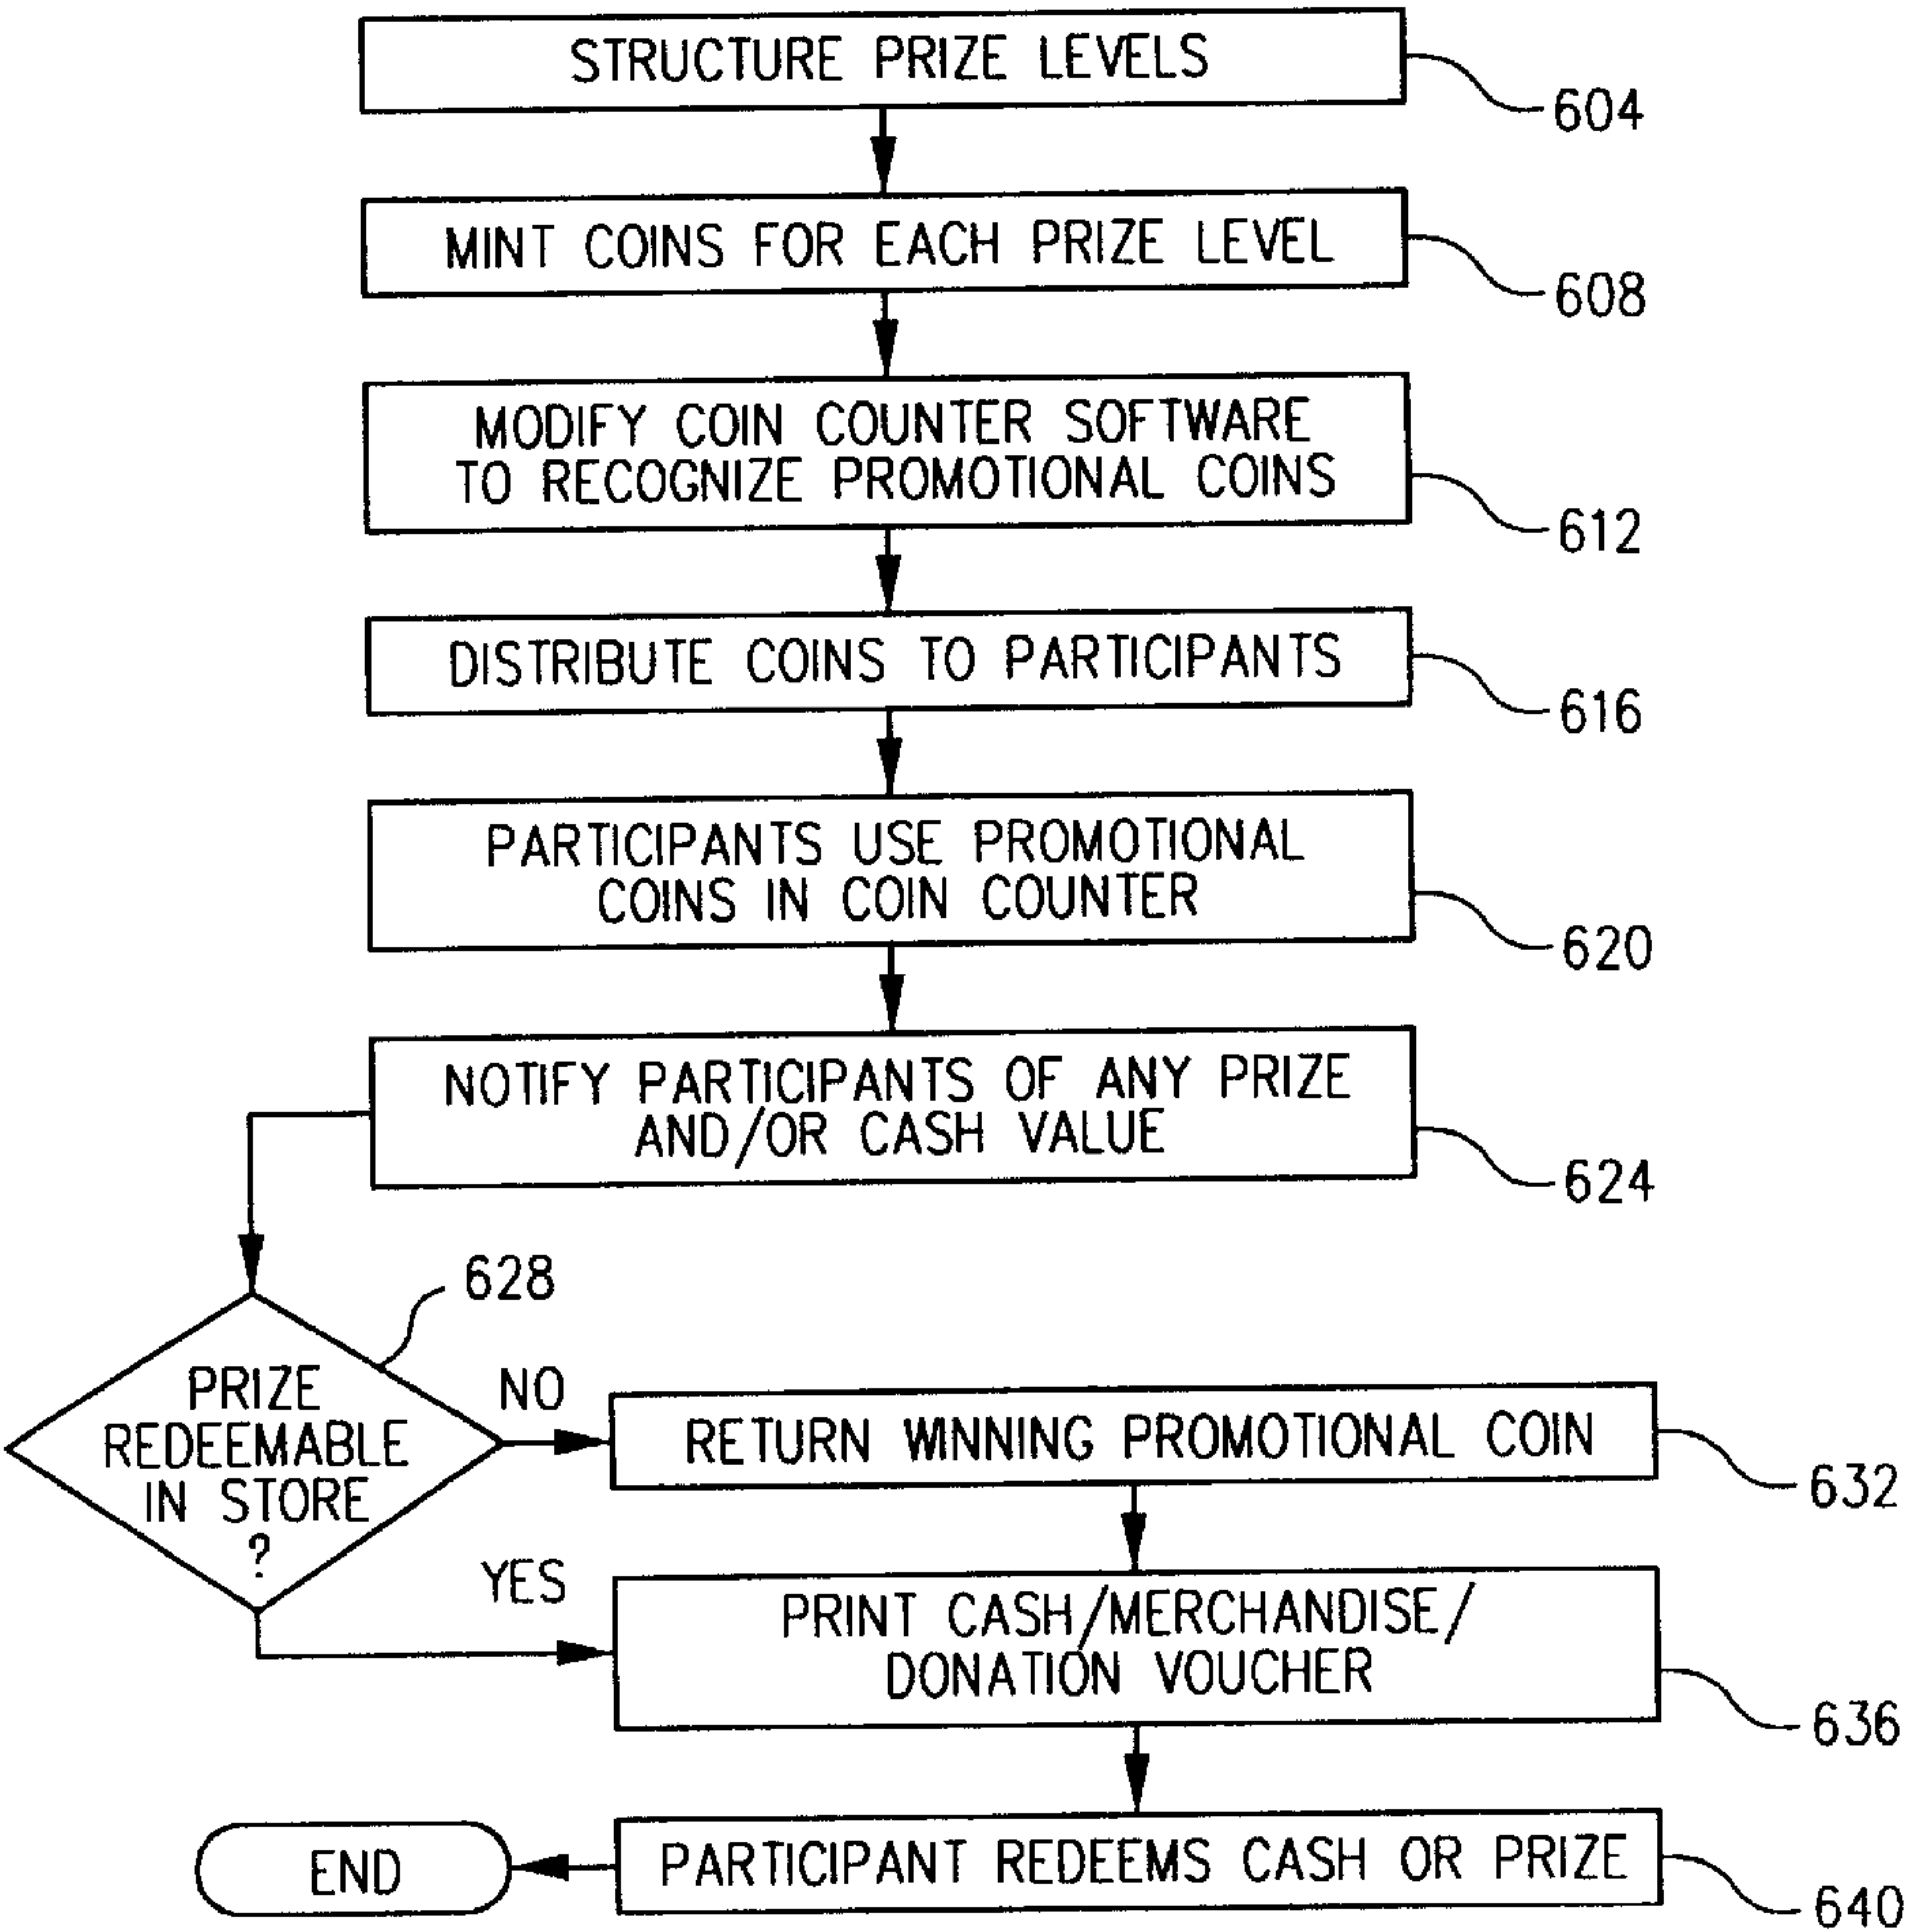 STRUCTURE PRIZE LEVELS
604
MINT COINS FOR EACH PRIZE LEVEL
608
MODIFY COIN COUNTER SOFTWARE
TO RECOGNIZE PROMOTIONAL COINS
612
DISTRIBUTE COINS TO PARTICIPANTS
616
PARTICIPANTS USE PROMOTIONAL
COINS IN COIN COUNTER
620
NOTIFY PARTICIPANTS OF ANY PRIZE
AND/OR CASH VALUE
624
628
PRIZE
REDEEMABLE
IN STORE
?
NO
RETURN WINNING PROMOTIONAL COIN
632
YES
PRINT CASH/MERCHANDISE/
DONATION VOUCHER
636
PARTICIPANT REDEEMS CASH OR PRIZE
640
END